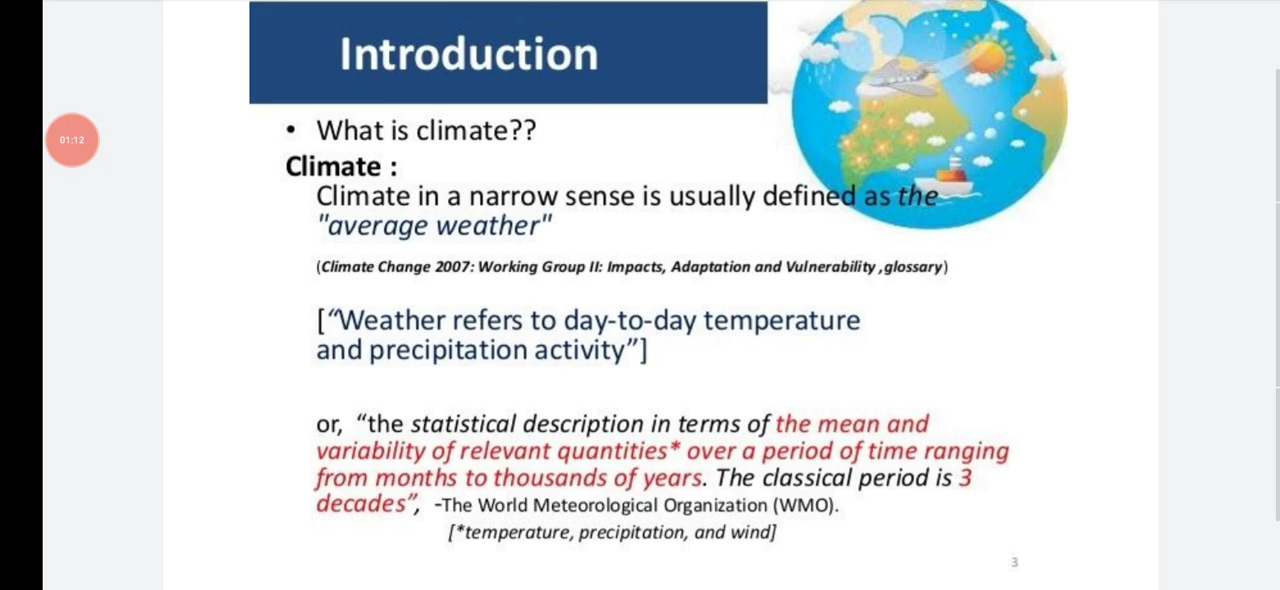 Introduction
01:12
• What is climate??
Climate :
Climate in a narrow sense is usually defined as the
"average weather"
(Climate Change 2007: Working Group II: Impacts, Adaptation and Vulnerability ,glossary)
[“Weather refers to day-to-day temperature
and precipitation activity”]
or, “the statistical description in terms of the mean and
variability of relevant quantities* over a period of time ranging
from months to thousands of years. The classical period is 3
decades”, -The World Meteorological Organization (WMO).
[*temperature, precipitation, and wind]
3